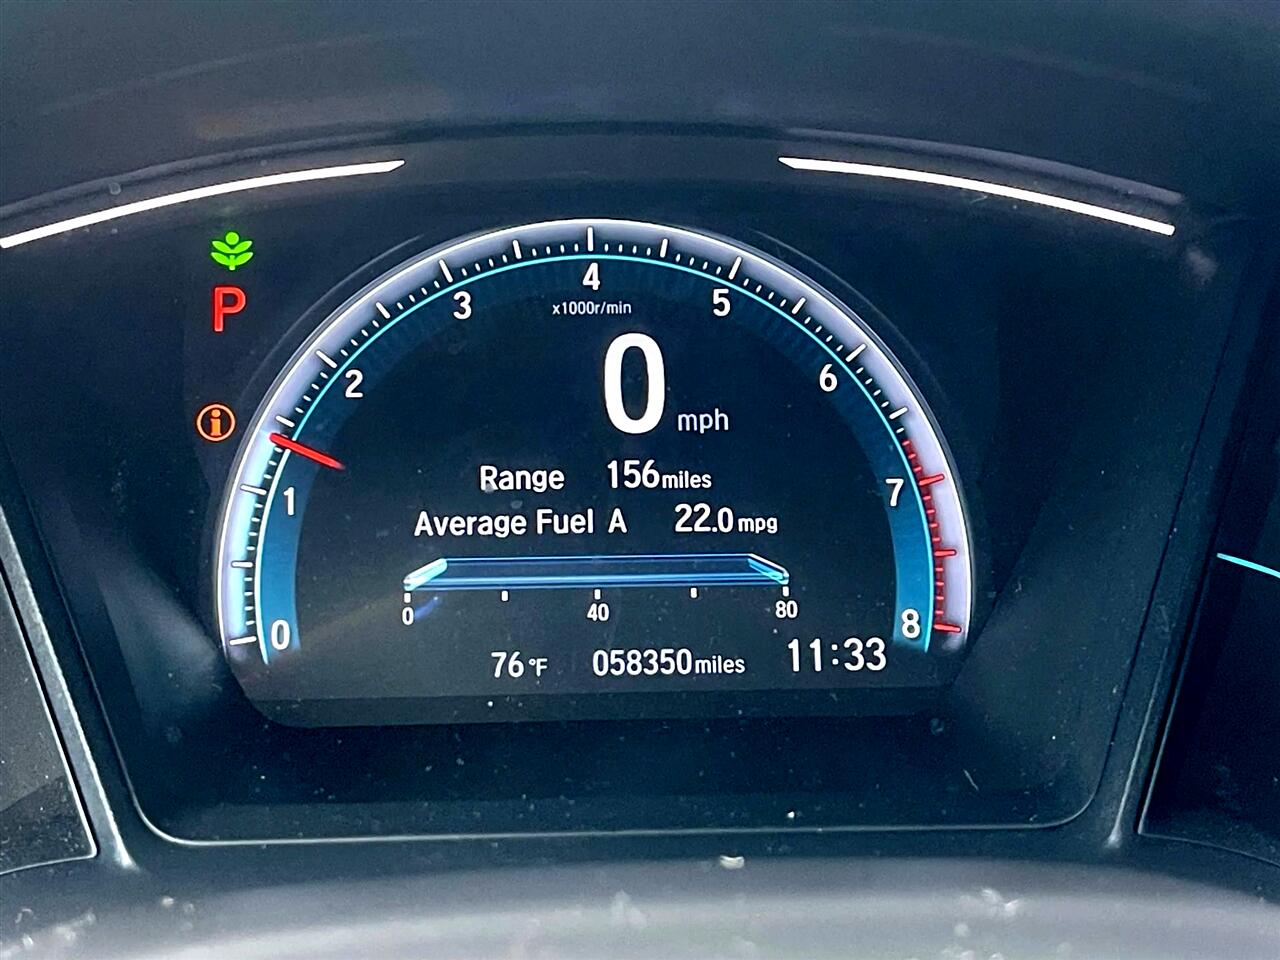 4
3
5
x1000r/min
2
6
P
0 mph
i
Range 156miles
1
7
Average Fuel A 22.0mpg
0 40 80
0
8
76°F 058350miles 11:33